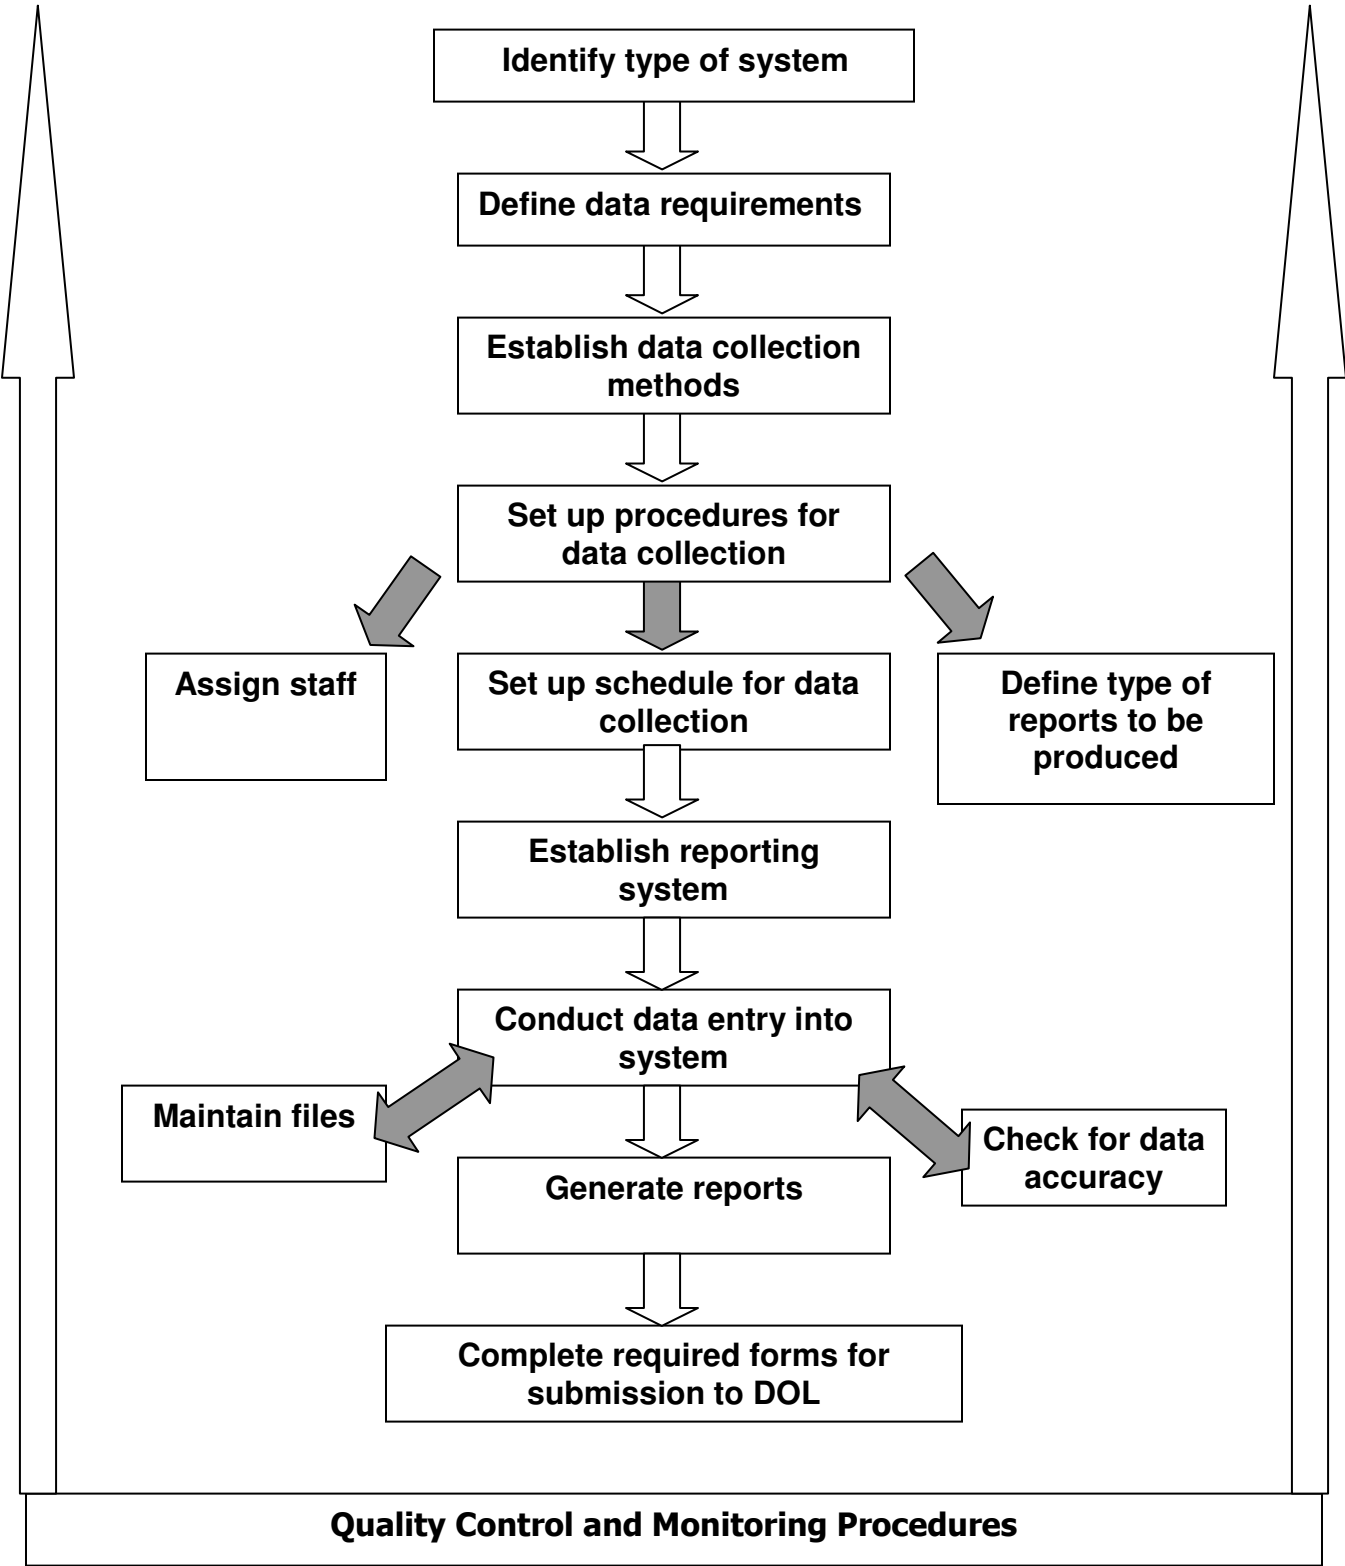 Identify type of system
Define data requirements
Establish data collection
methods
Set up procedures for
data collection
Assign staff
Set up schedule for data
collection
Define type of
reports to be
produced
Establish reporting
system
Conduct data entry into
system
Maintain files
Check for data
accuracy
Generate reports
Complete required forms for
submission to DOL
Quality Control and Monitoring Procedures